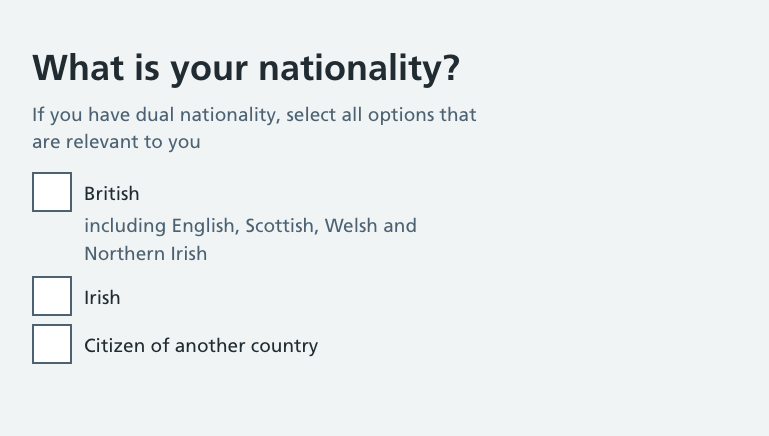 What is your nationality?
If you have dual nationality, select all options that
are relevant to you
British
including English, Scottish, Welsh and
Northern Irish
Irish
Citizen of another country